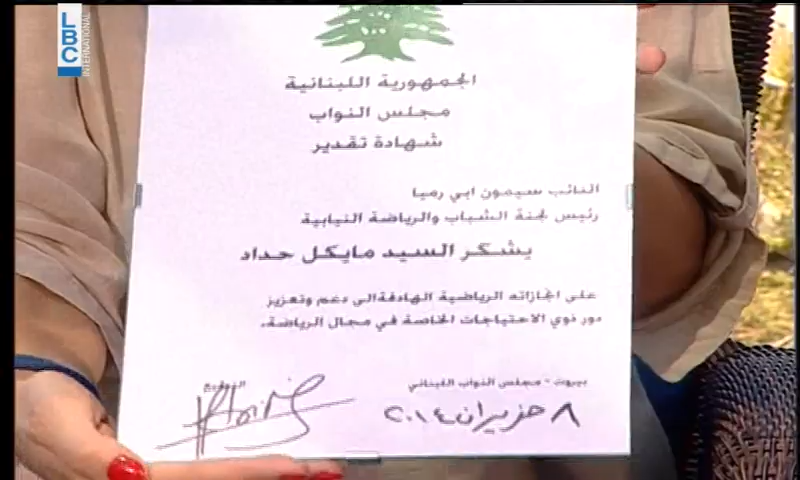 LBC
INTERNATIONAL
الجمهورية اللبنانية
مجلس النواب
شهادة تقدير
النائب سيمون ابي رميا
رئيس لجنة الشباب والرياضة النيابية
يشكر السيد مايكل حداد
على انجازاته الرياضية الهادفة الى دعم وتعزيز
دور ذوي الاحتياجات الخاصة في مجال الرياضة.
بيروت - مجلس النواب اللبناني
التوقيع
٨ حزيران ٢٠١٤